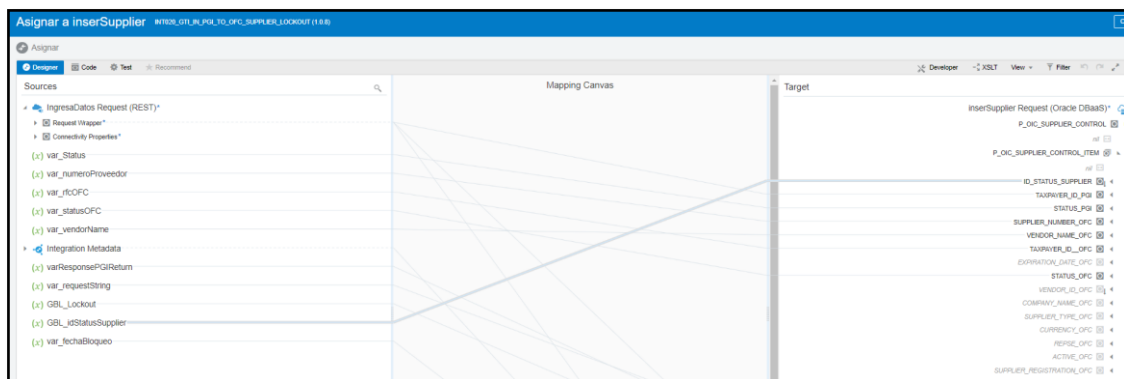 Asignar a inserSupplier INT020_GTI_IN_PGI_TO_OFC_SUPPLIER_LOCKOUT (1.0.8)
Asignar
Designer Code Test Recommend Developer XSLT View Filter
Sources Mapping Canvas Target
IngresaDatos Request (REST)* inserSupplier Request (Oracle DBaaS)*
Request Wrapper* P_OIC_SUPPLIER_CONTROL
Connectivity Properties* nil
(x) var_Status P_OIC_SUPPLIER_CONTROL_ITEM
nil
(x) var_numeroProveedor ID_STATUS_SUPPLIER
(x) var_rfcOFC TAXPAYER_ID_PGI
STATUS_PGI
(x) var_statusOFC SUPPLIER_NUMBER_OFC
(x) var_vendorName VENDOR_NAME_OFC
Integration Metadata TAXPAYER_ID__OFC
EXPIRATION_DATE_OFC
(x) varResponsePGIReturn STATUS_OFC
(x) var_requestString VENDOR_ID_OFC
(x) GBL_Lockout COMPANY_NAME_OFC
SUPPLIER_TYPE_OFC
(x) GBL_idStatusSupplier CURRENCY_OFC
(x) var_fechaBloqueo REPSE_OFC
ACTIVE_OFC
SUPPLIER_REGISTRATION_OFC